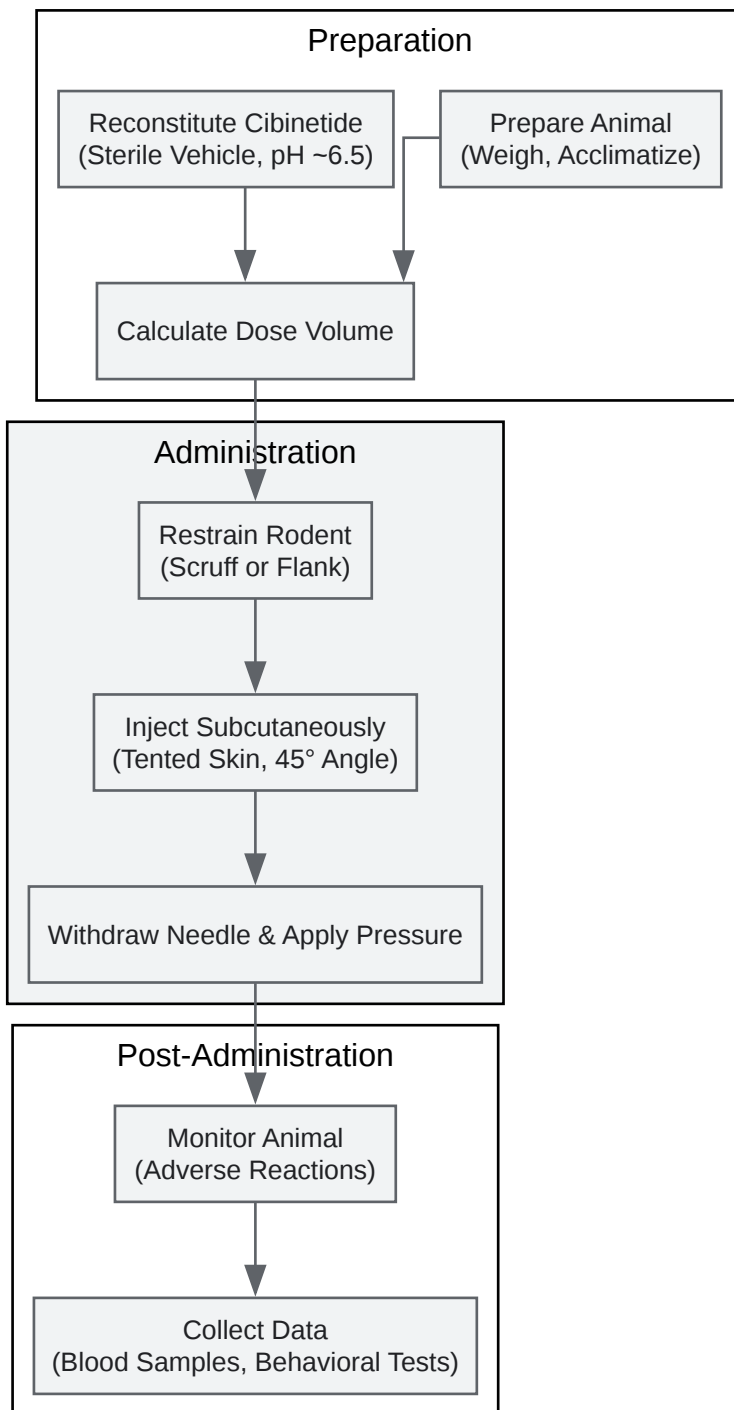 Preparation
Reconstitute Cibinetide
(Sterile Vehicle, pH ~6.5)
Prepare Animal
(Weigh, Acclimatize)
Calculate Dose Volume
Administration
Restrain Rodent
(Scruff or Flank)
Inject Subcutaneously
(Tented Skin, 45° Angle)
Withdraw Needle & Apply Pressure
Post-Administration
Monitor Animal
(Adverse Reactions)
Collect Data
(Blood Samples, Behavioral Tests)